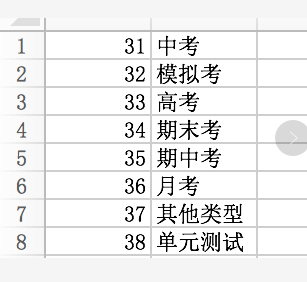 1 31 中考
2 32 模拟考
3 33 高考
4 34 期末考
5 35 期中考
6 36 月考
7 37 其他类型
8 38 单元测试